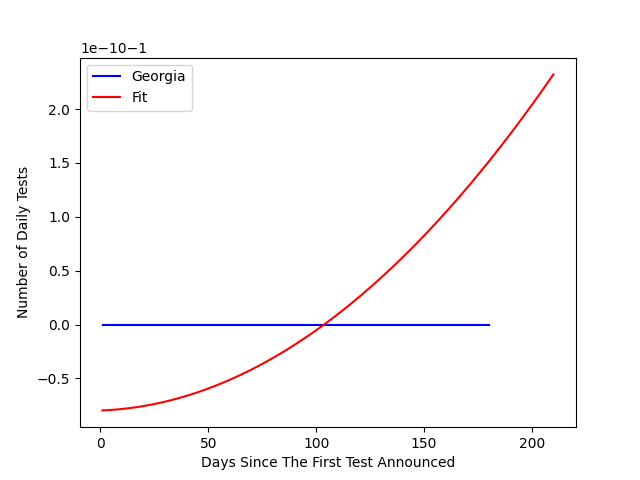 1e−10−1
Georgia
Fit
2.0
1.5
1.0
0.5
0.0
−0.5
Number of Daily Tests
0
50
100
150
200
Days Since The First Test Announced